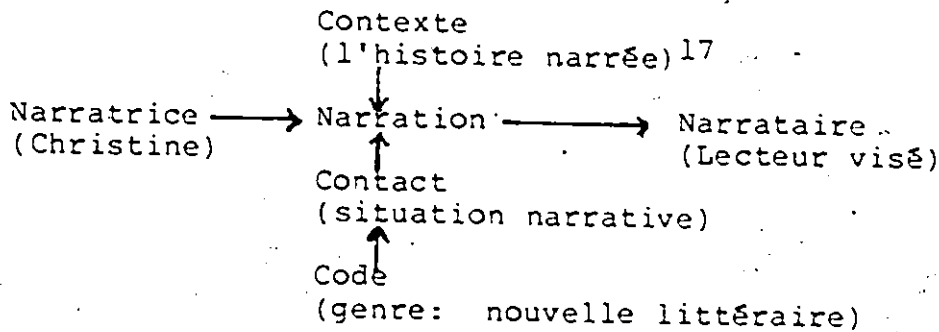 Contexte
(l'histoire narrée)17
Narratrice → Narration → Narrataire
(Christine) (Lecteur visé)
Contact
(situation narrative)
Code
(genre: nouvelle littéraire)